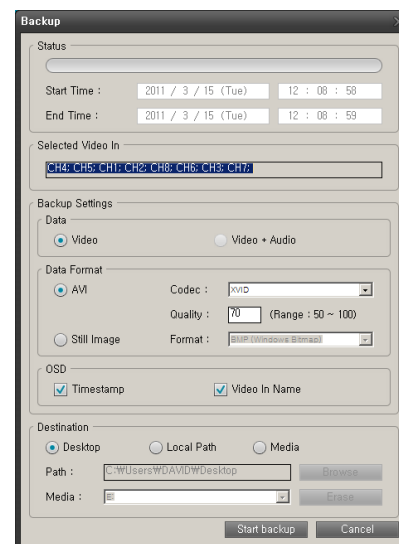 Backup
Status
Start Time : 2011 / 3 / 15 (Tue) 12 : 08 : 58
End Time : 2011 / 3 / 15 (Tue) 12 : 08 : 59
Selected Video In
CH4; CH5; CH1; CH2; CH8; CH6; CH3; CH7;
Backup Settings
Data
Video Video + Audio
Data Format
AVI Codec : XVID
Quality : 70 (Range : 50 ~ 100)
Still Image Format : BMP (Windows Bitmap)
OSD
Timestamp Video In Name
Destination
Desktop Local Path Media
Path : C:₩Users₩DAVID₩Desktop Browse
Media : E: Erase
Start backup Cancel